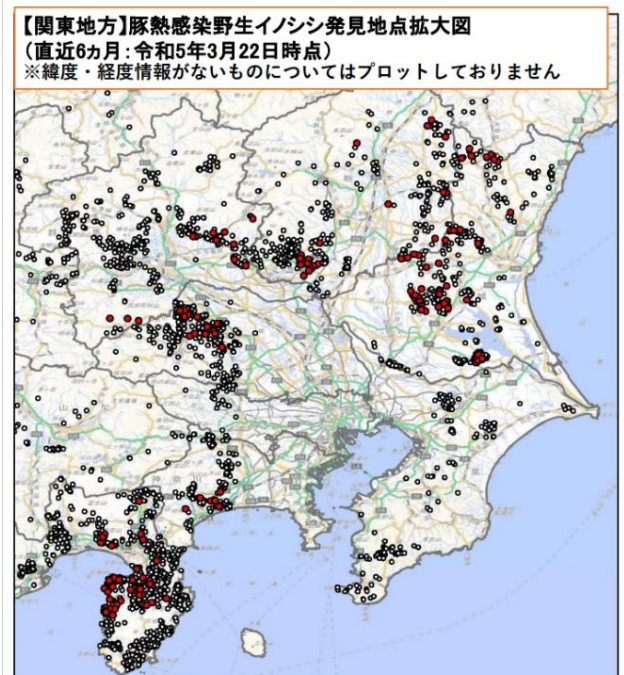 【関東地方】豚熱感染野生イノシシ発見地点拡大図
（直近6ヵ月：令和5年3月22日時点）
※緯度・経度情報がないものについてはプロットしておりません